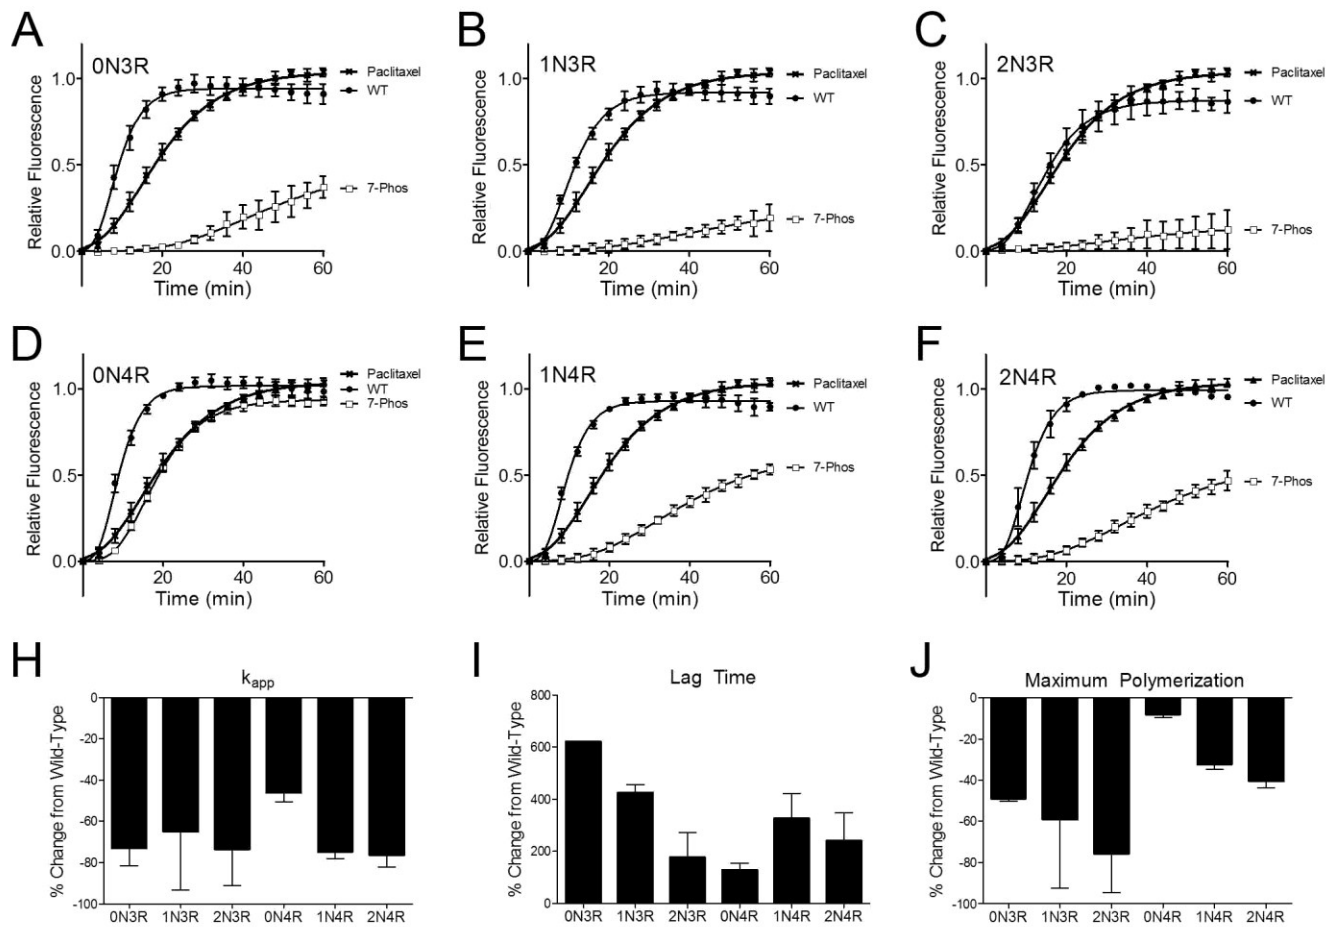 A
0N3R
Relative Fluorescence
1.0
0.5
0.0
20
40
60
Time (min)
Paclitaxel
WT
7-Phos
B
1N3R
Relative Fluorescence
1.0
0.5
0.0
20
40
60
Time (min)
Paclitaxel
WT
7-Phos
C
2N3R
Relative Fluorescence
1.0
0.5
0.0
20
40
60
Time (min)
Paclitaxel
WT
7-Phos
D
0N4R
Relative Fluorescence
1.0
0.5
0.0
20
40
60
Time (min)
Paclitaxel
WT
7-Phos
E
1N4R
Relative Fluorescence
1.0
0.5
0.0
20
40
60
Time (min)
Paclitaxel
WT
7-Phos
F
2N4R
Relative Fluorescence
1.0
0.5
0.0
20
40
60
Time (min)
Paclitaxel
WT
7-Phos
H
kapp
% Change from Wild-Type
0
-20
-40
-60
-80
-100
0N3R 1N3R 2N3R 0N4R 1N4R 2N4R
I
Lag Time
% Change from Wild-Type
800
600
400
200
0
0N3R 1N3R 2N3R 0N4R 1N4R 2N4R
J
Maximum Polymerization
% Change from Wild-Type
0
-20
-40
-60
-80
-100
0N3R 1N3R 2N3R 0N4R 1N4R 2N4R